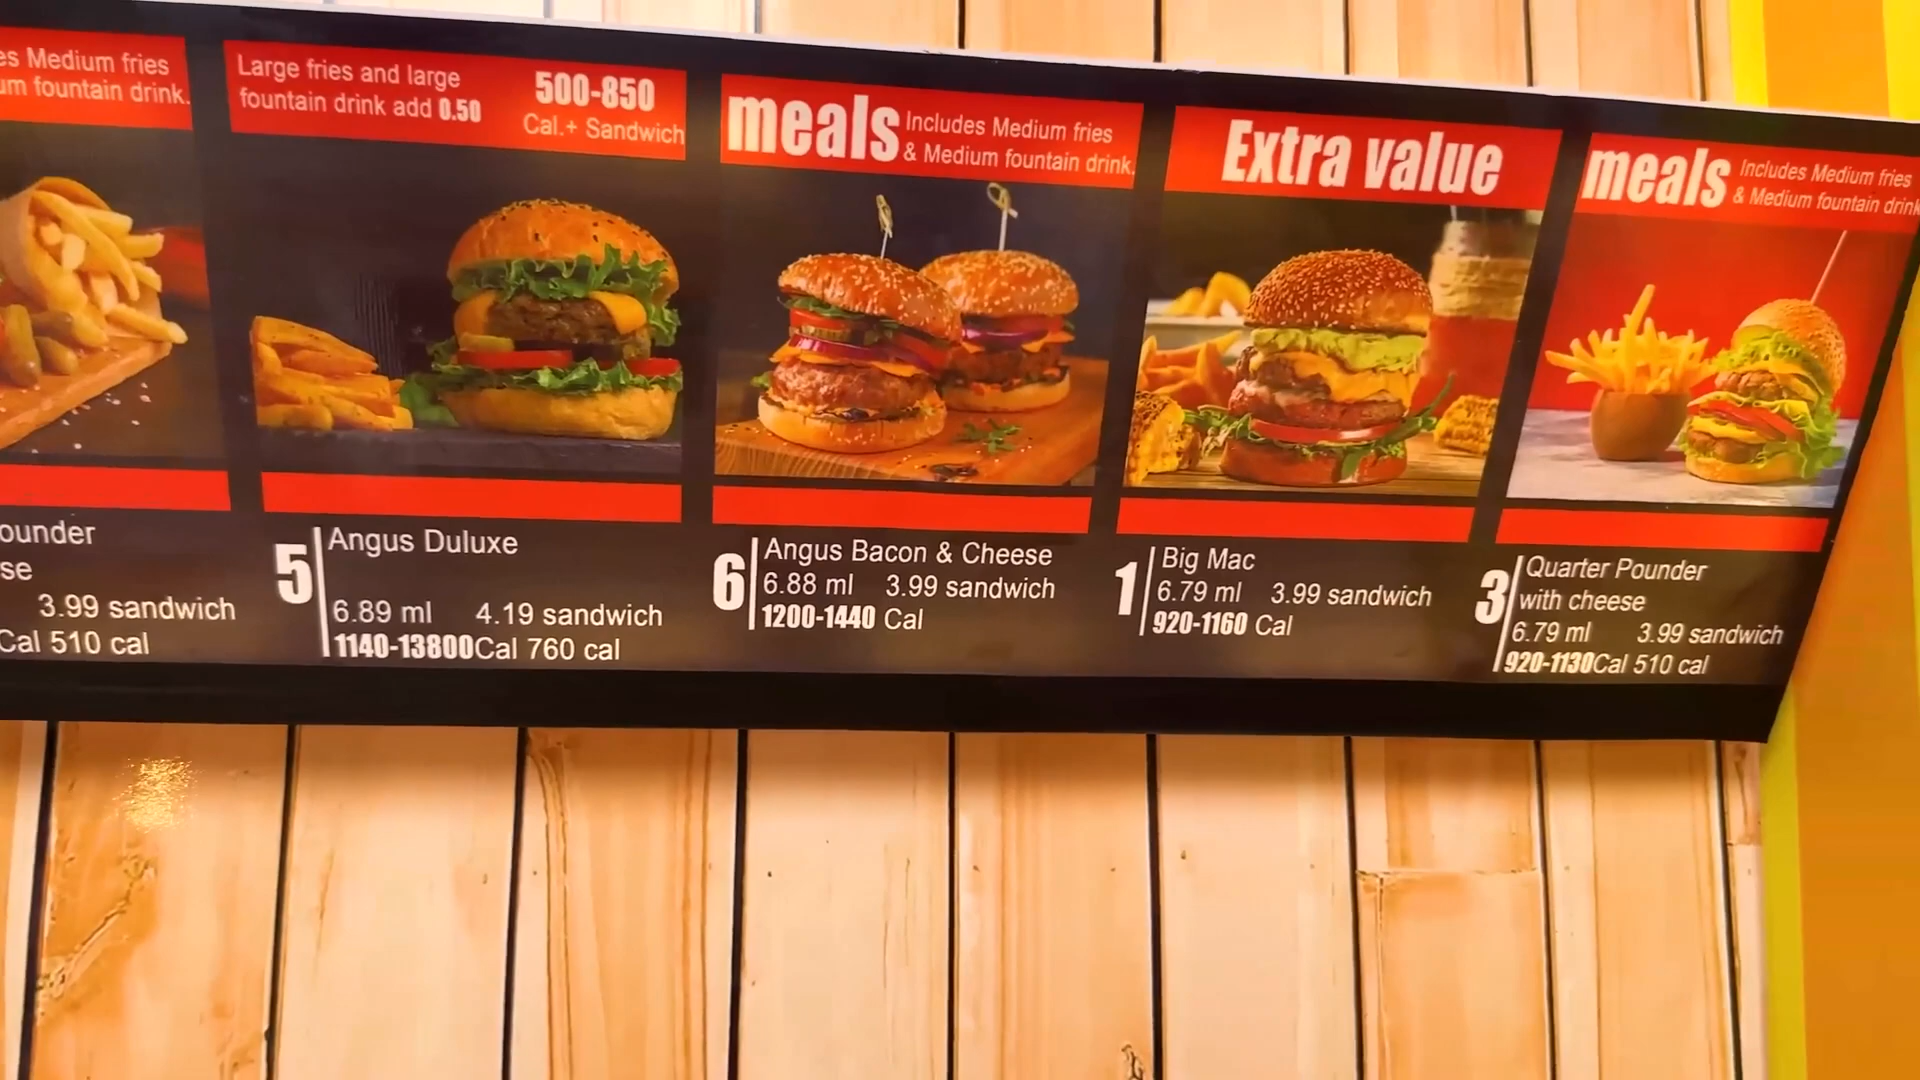 es Medium fries
um fountain drink.
ounder
se
3.99 sandwich
Cal 510 cal
Large fries and large
fountain drink add 0.50
500-850
Cal.+ Sandwich
5
Angus Duluxe
6.89 ml 4.19 sandwich
1140-13800Cal 760 cal
meals Includes Medium fries
& Medium fountain drink.
6
Angus Bacon & Cheese
6.88 ml 3.99 sandwich
1200-1440 Cal
Extra value
1
Big Mac
6.79 ml 3.99 sandwich
920-1160 Cal
meals Includes Medium fries
& Medium fountain drink
3
Quarter Pounder
with cheese
6.79 ml 3.99 sandwich
920-1130Cal 510 cal